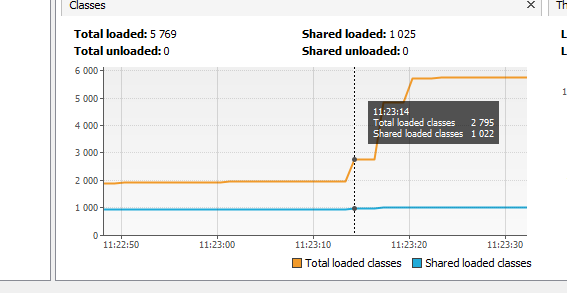 Classes
Total loaded: 5 769
Shared loaded: 1 025
Total unloaded: 0
Shared unloaded: 0
6 000
5 000
4 000
3 000
2 000
1 000
0
11:23:14
Total loaded classes 2 795
Shared loaded classes 1 022
11:22:50
11:23:00
11:23:10
11:23:20
11:23:30
Total loaded classes
Shared loaded classes
Th
L
L
1